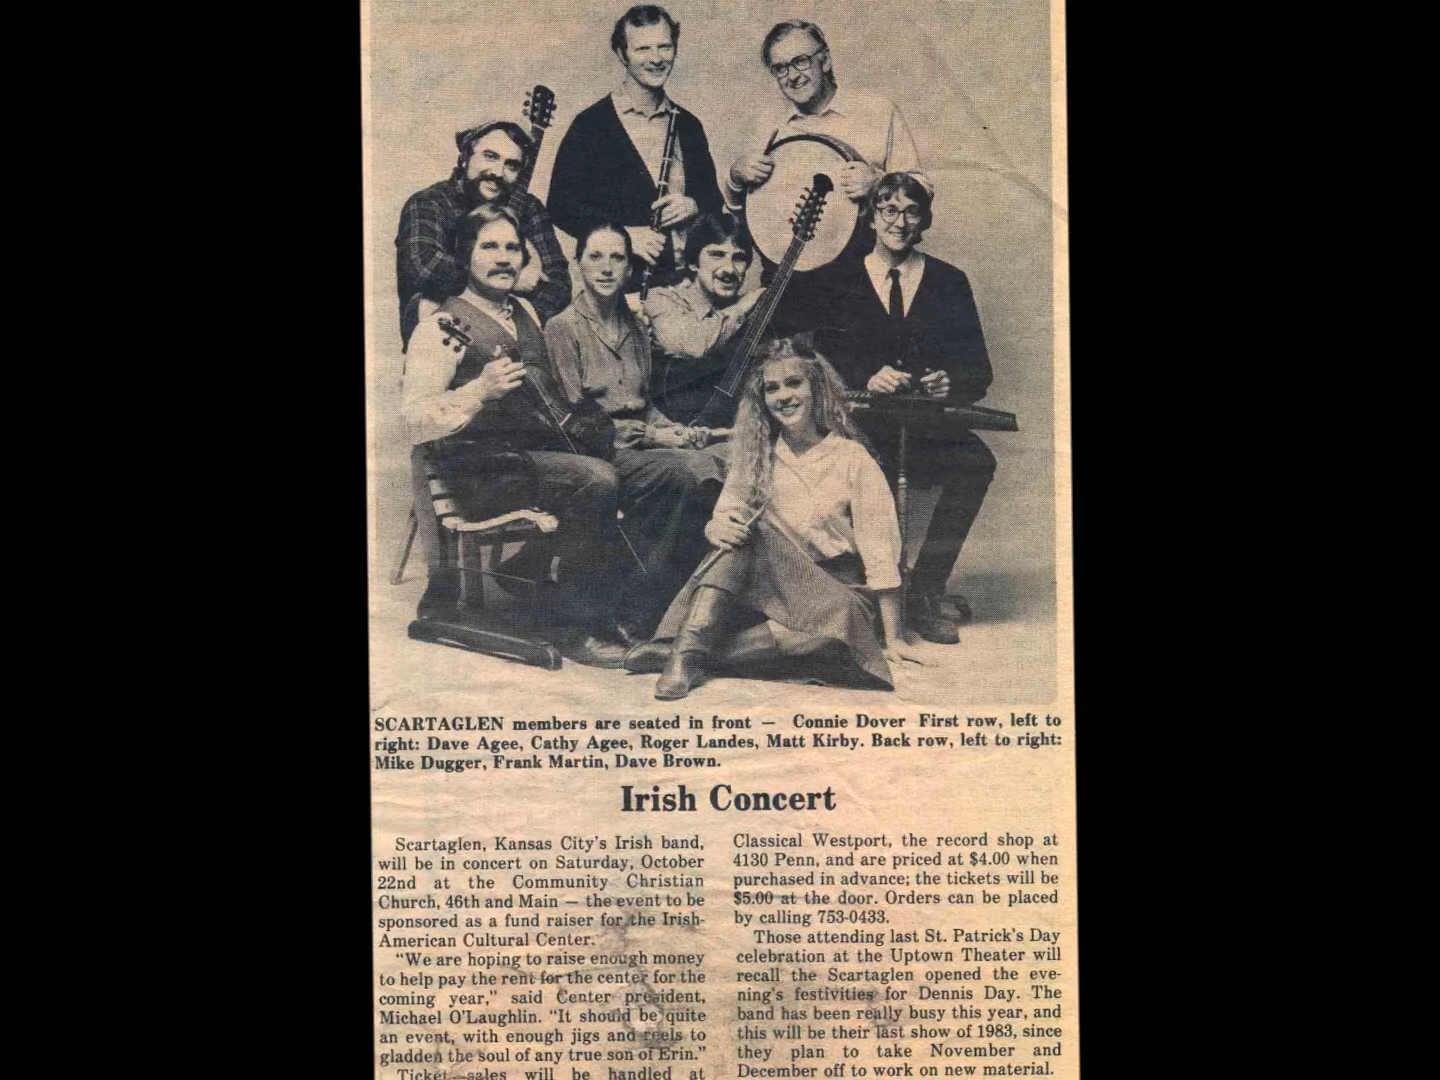 SCARTAGLEN members are seated in front — Connie Dover First row, left to
right: Dave Agee, Cathy Agee, Roger Landes, Matt Kirby. Back row, left to right:
Mike Dugger, Frank Martin, Dave Brown.
Irish Concert
Scartaglen, Kansas City's Irish band,
will be in concert on Saturday, October
22nd at the Community Christian
Church, 46th and Main — the event to be
sponsored as a fund raiser for the Irish-
American Cultural Center.
"We are hoping to raise enough money
to help pay the rent for the center for the
coming year," said Center president,
Michael O'Laughlin. "It should be quite
an event, with enough jigs and reels to
gladden the soul of any true son of Erin."
Ticket sales will be handled at
Classical Westport, the record shop at
4130 Penn, and are priced at $4.00 when
purchased in advance; the tickets will be
$5.00 at the door. Orders can be placed
by calling 753-0433.
Those attending last St. Patrick's Day
celebration at the Uptown Theater will
recall the Scartaglen opened the eve-
ning's festivities for Dennis Day. The
band has been really busy this year, and
this will be their last show of 1983, since
they plan to take November and
December off to work on new material.